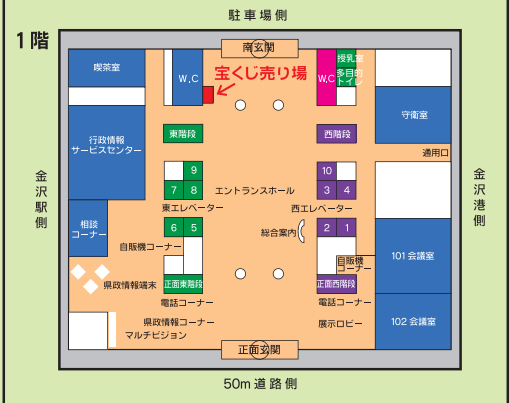 駐車場側
1階
南玄関
喫茶室
W.C
W.C
授乳室
多目的
トイレ
宝くじ売り場
守衛室
行政情報
サービスセンター
東階段
西階段
通用口
9
10
7
8
3
4
エントランスホール
東エレベーター
西エレベーター
金沢駅側
金沢港側
相談
コーナー
6
5
総合案内
2
1
自販機コーナー
自販機
コーナー
101会議室
県政情報端末
正面東階段
正面西階段
電話コーナー
電話コーナー
県政情報コーナー
展示ロビー
102会議室
マルチビジョン
正面玄関
50m道路側